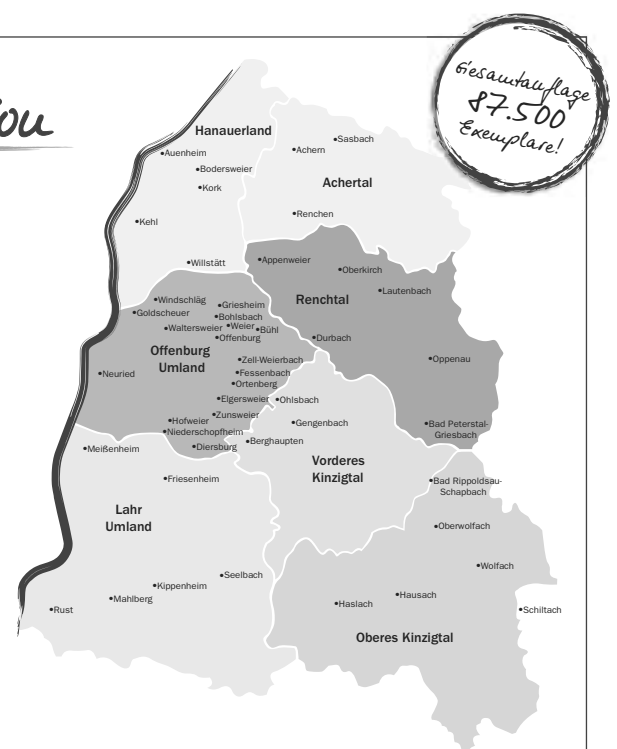 ou
Gesamtauflage
87.500
Exemplare!
Hanauerland
•Auenheim
•Bodersweier
•Kork
•Kehl
•Willstätt
•Sasbach
•Achern
Achertal
•Renchen
•Appenweier
•Oberkirch
•Lautenbach
Renchtal
•Durbach
•Oppenau
•Bad Peterstal-
Griesbach
•Windschläg
•Griesheim
•Goldscheuer
•Bohlsbach
•Waltersweier
•Weier
•Bühl
•Offenburg
Offenburg
Umland
•Zell-Weierbach
•Neuried
•Fessenbach
•Ortenberg
•Elgersweier
•Zunsweier
•Hofweier
•Niederschopfheim
•Diersburg
•Ohlsbach
•Gengenbach
•Berghaupten
Vorderes
Kinzigtal
•Meißenheim
•Friesenheim
Lahr
Umland
•Seelbach
•Kippenheim
•Mahlberg
•Rust
•Bad Rippoldsau-
Schapbach
•Oberwolfach
•Wolfach
•Hausach
•Haslach
•Schiltach
Oberes Kinzigtal